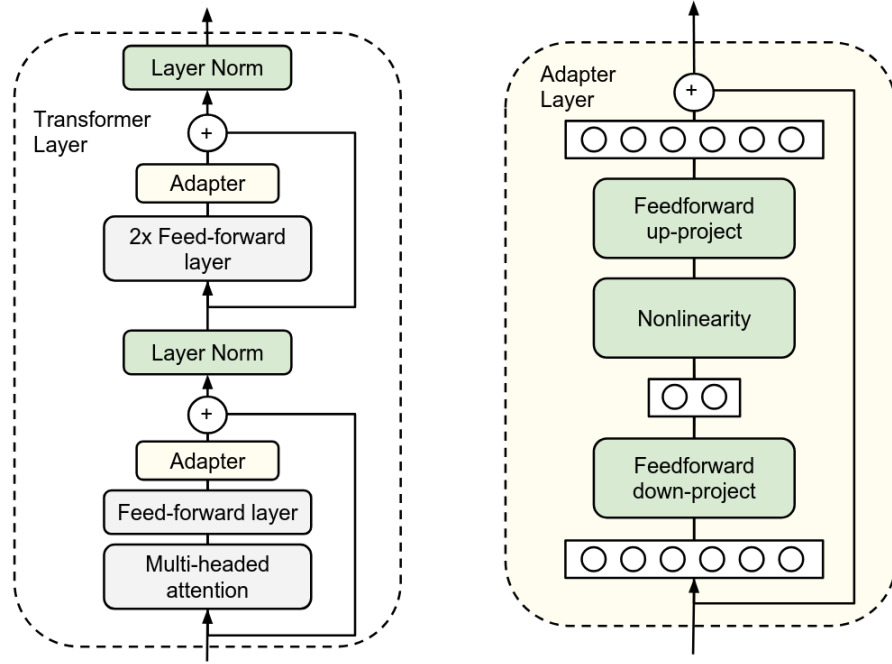 Transformer
Layer
Layer Norm
+
Adapter
2x Feed-forward
layer
Layer Norm
+
Adapter
Feed-forward layer
Multi-headed
attention
Adapter
Layer
+
Feedforward
up-project
Nonlinearity
Feedforward
down-project